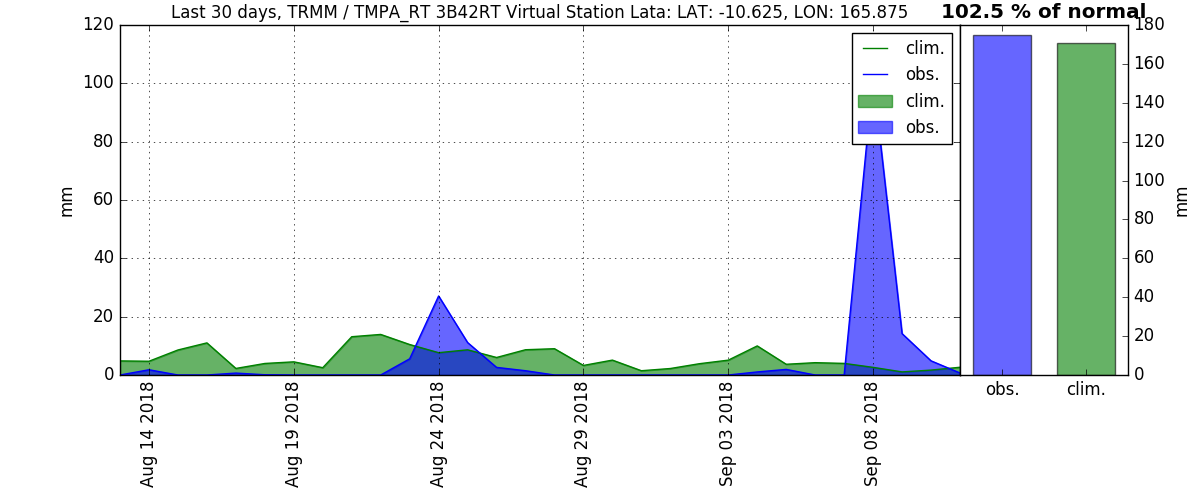 Last 30 days, TRMM / TMPA_RT 3B42RT Virtual Station Lata: LAT: -10.625, LON: 165.875
102.5 % of normal
120
100
80
60
40
20
0
mm
clim.
obs.
clim.
obs.
Aug 14 2018
Aug 19 2018
Aug 24 2018
Aug 29 2018
Sep 03 2018
Sep 08 2018
180
160
140
120
100
80
60
40
20
0
mm
obs.
clim.